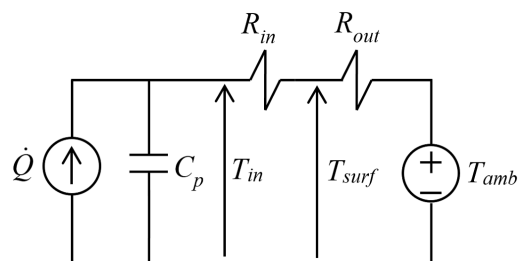 R_in
R_out
Q̇
C_p
T_in
T_surf
+
−
T_amb